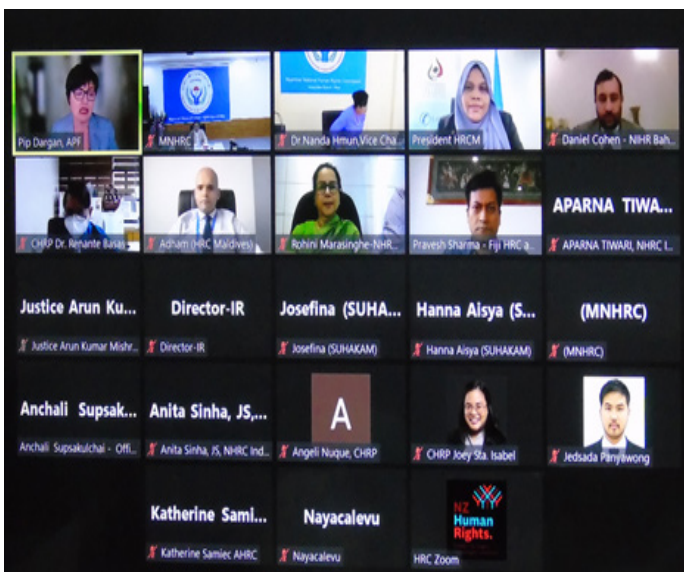 Pip Dargan, APF
MNHRC
Dr.Nanda Hmun,Vice Cha...
President HRCM
Daniel Cohen - NIHR Bah...
CHRP Dr. Renante Basas
Adham (HRC Maldives)
Rohini Marasinghe-NHR...
Pravesh Sharma - Fiji HRC a...
APARNA TIWA...
APARNA TIWARI, NHRC I...
Justice Arun Ku...
Justice Arun Kumar Mishr...
Director-IR
Director-IR
Josefina (SUHA...
Josefina (SUHAKAM)
Hanna Aisya (S...
Hanna Aisya (SUHAKAM)
(MNHRC)
(MNHRC)
Anchali Supsak...
Anchali Supsakulchai - Offi...
Anita Sinha, JS,...
Anita Sinha, JS, NHRC Ind...
A
Angeli Nuque, CHRP
CHRP Joey Sta. Isabel
Jedsada Panyawong
Katherine Sami...
Katherine Samiec AHRC
Nayacalevu
Nayacalevu
NZ
Human
Rights.
HRC Zoom